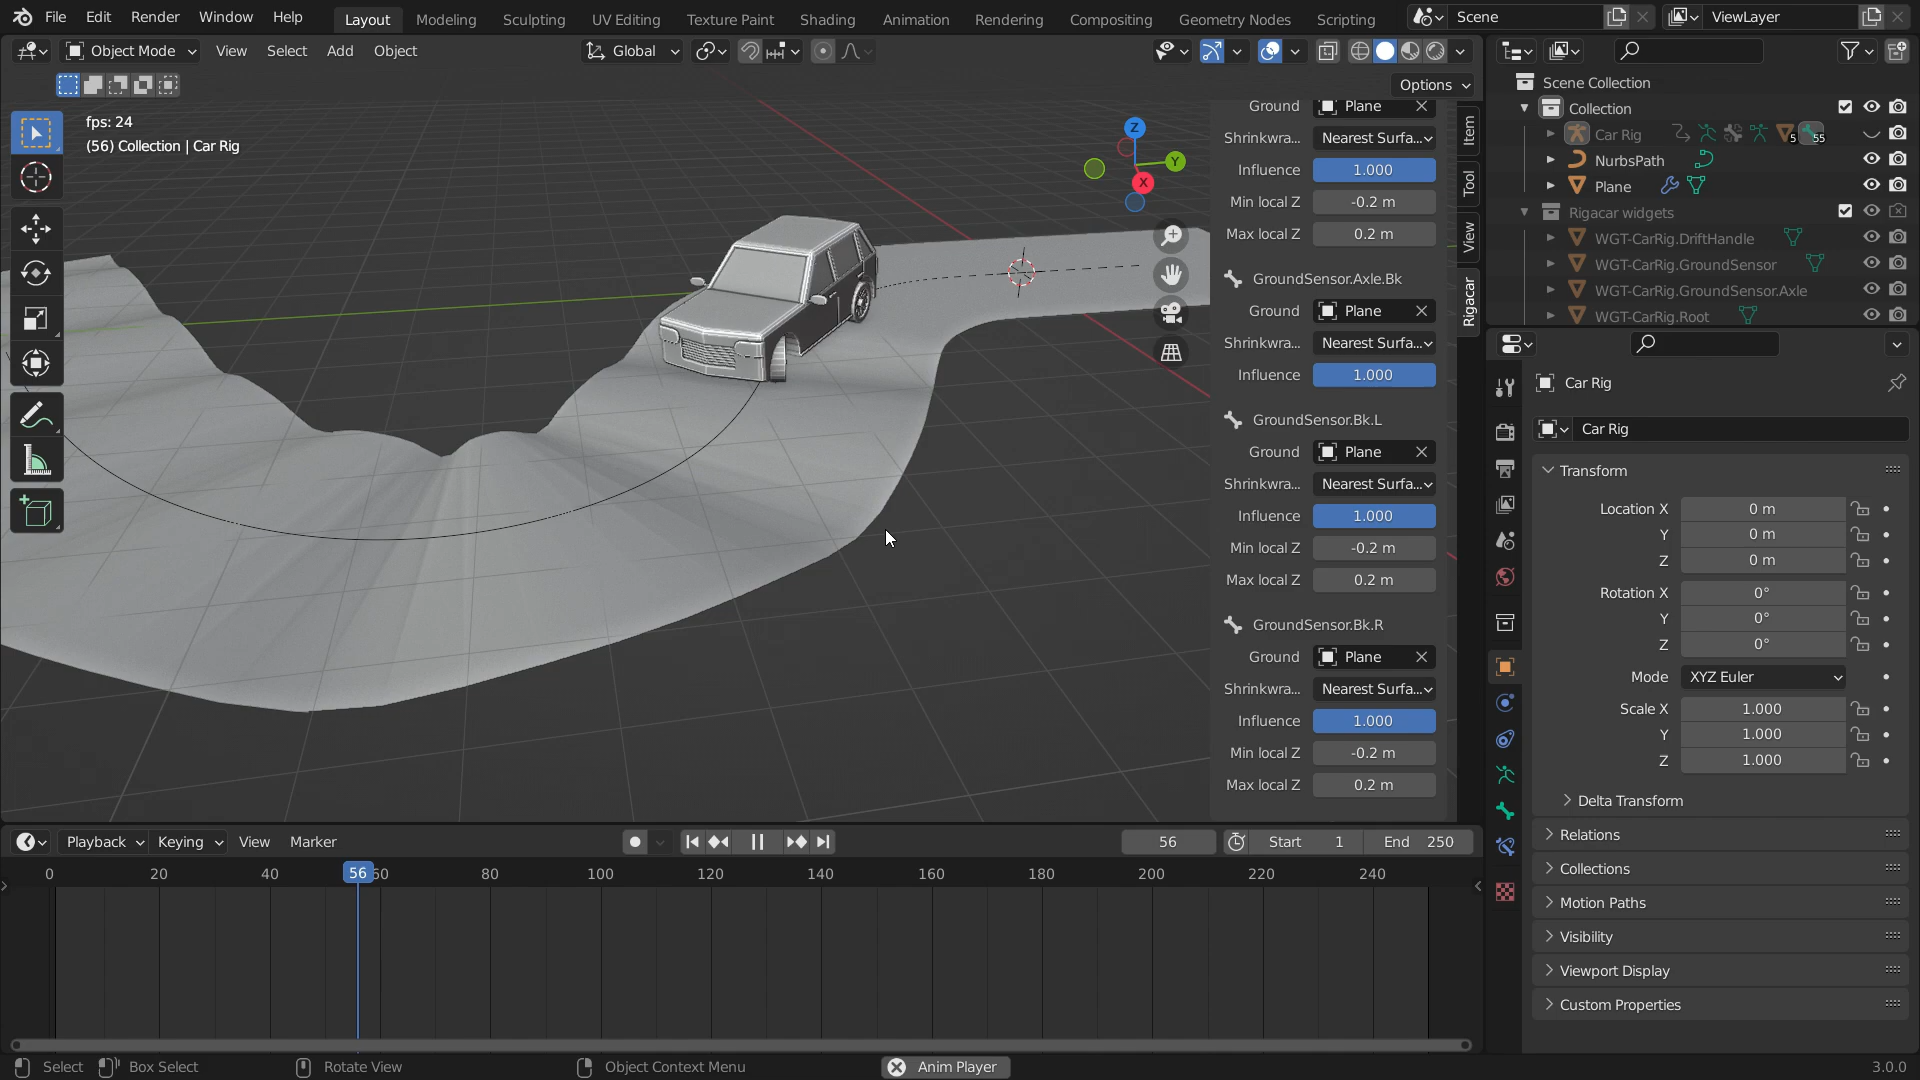 File Edit Render Window Help Layout Modeling Sculpting UV Editing Texture Paint Shading Animation Rendering Compositing Geometry Nodes Scripting Scene ViewLayer
Object Mode View Select Add Object Global
Options
fps: 24
(56) Collection | Car Rig
Z
Y
X
Ground Plane
Shrinkwra... Nearest Surfa...
Influence 1.000
Min local Z -0.2 m
Max local Z 0.2 m
GroundSensor.Axle.Bk
Ground Plane
Shrinkwra... Nearest Surfa...
Influence 1.000
GroundSensor.Bk.L
Ground Plane
Shrinkwra... Nearest Surfa...
Influence 1.000
Min local Z -0.2 m
Max local Z 0.2 m
GroundSensor.Bk.R
Ground Plane
Shrinkwra... Nearest Surfa...
Influence 1.000
Min local Z -0.2 m
Max local Z 0.2 m
Item
Tool
View
Rigacar
Scene Collection
Collection
Car Rig 5 55
NurbsPath
Plane
Rigacar widgets
WGT-CarRig.DriftHandle
WGT-CarRig.GroundSensor
WGT-CarRig.GroundSensor.Axle
WGT-CarRig.Root
Car Rig
Car Rig
Transform
Location X 0 m
Y 0 m
Z 0 m
Rotation X 0°
Y 0°
Z 0°
Mode XYZ Euler
Scale X 1.000
Y 1.000
Z 1.000
Delta Transform
Relations
Collections
Motion Paths
Visibility
Viewport Display
Custom Properties
Playback Keying View Marker 56 Start 1 End 250
0 20 40 56 60 80 100 120 140 160 180 200 220 240
Select Box Select Rotate View Object Context Menu Anim Player 3.0.0